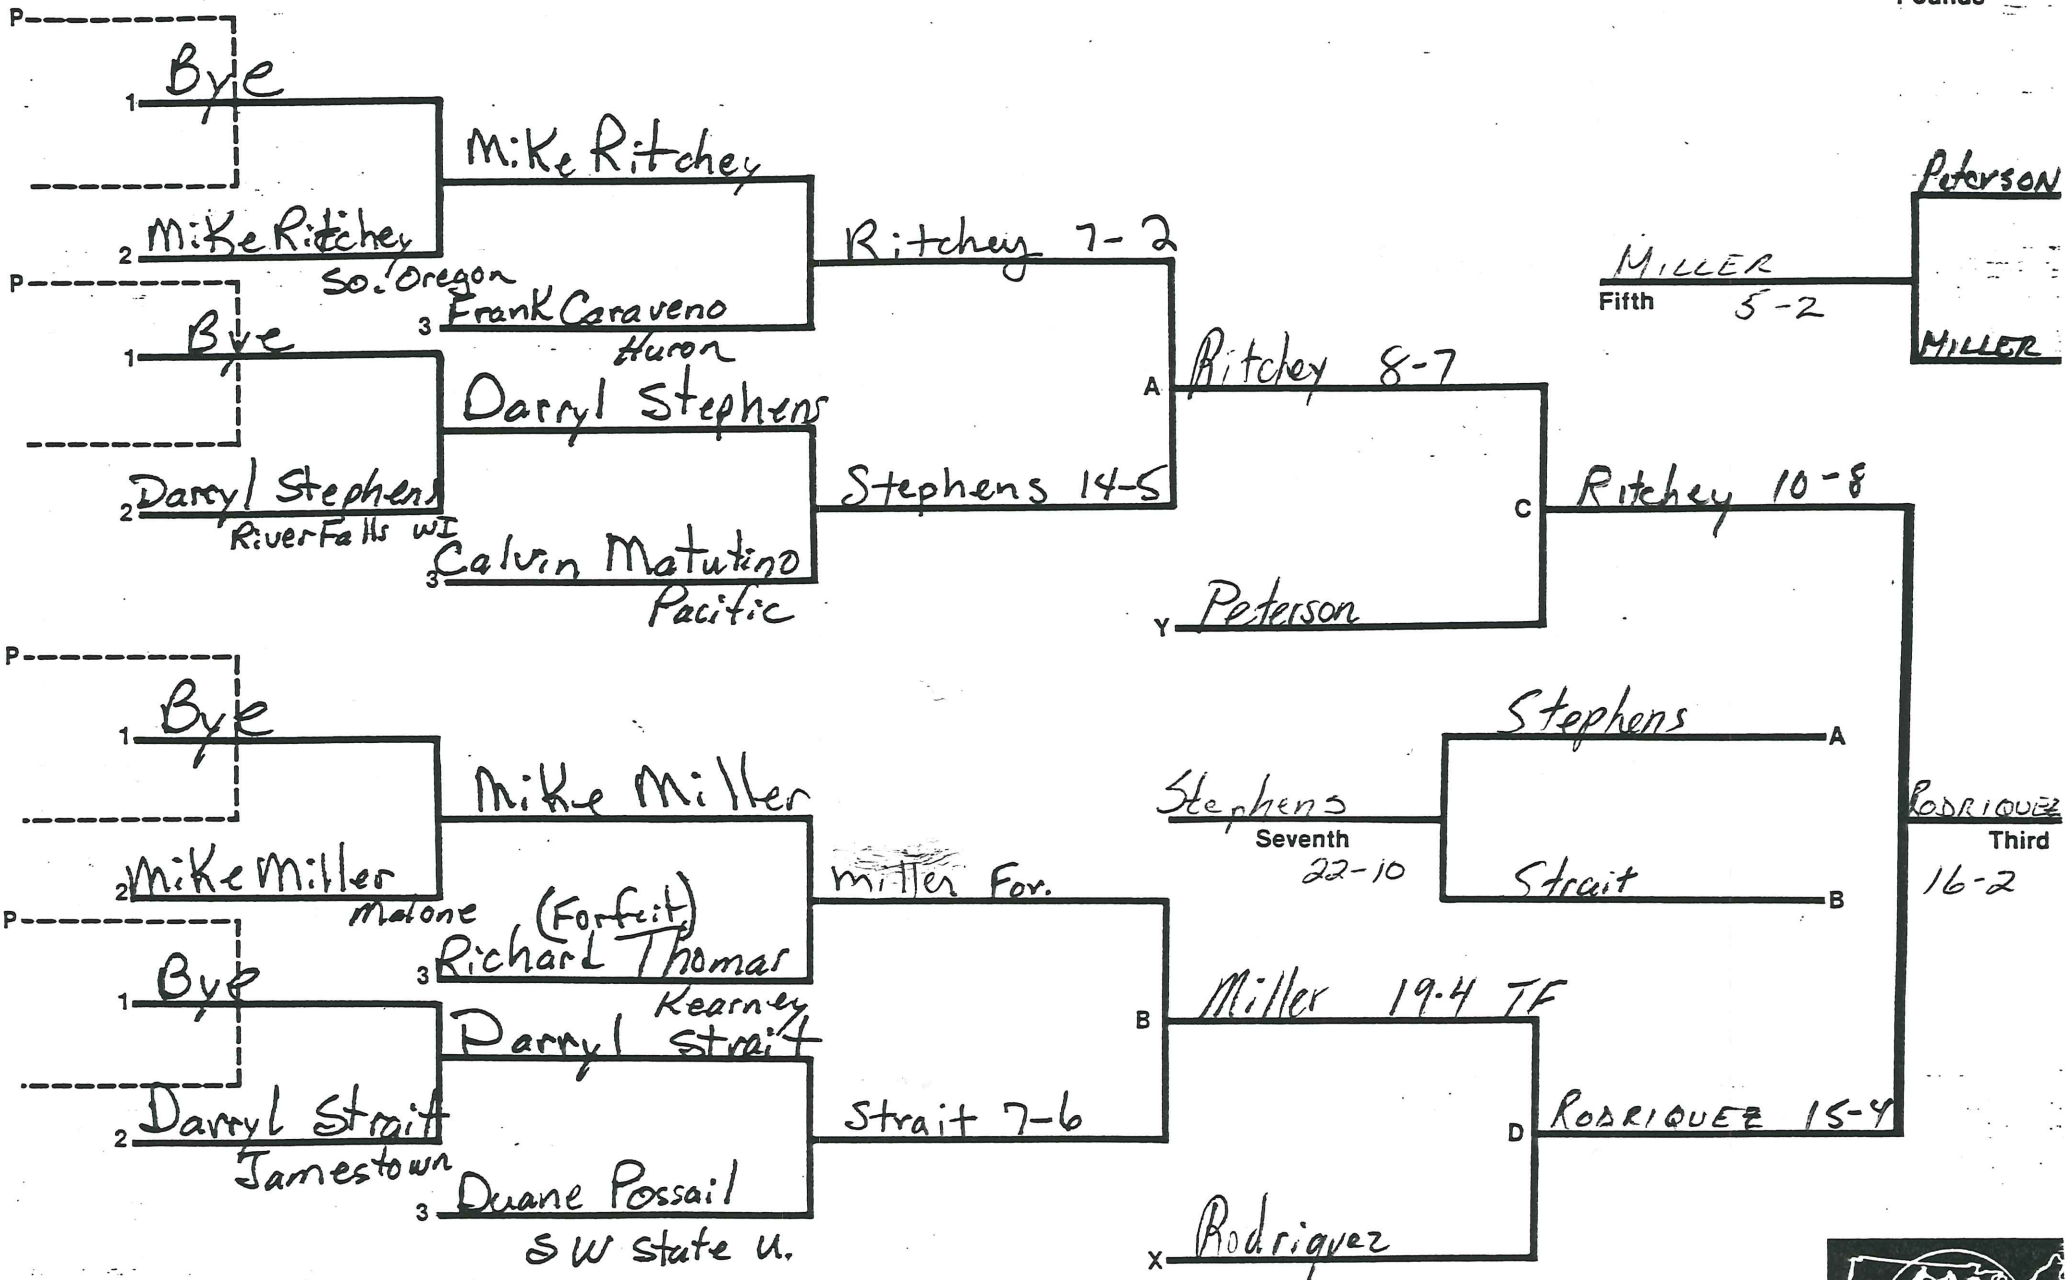 Pounds
P
Bye
1
Mike Ritchey
2 Mike Ritchey
So. Oregon
Ritchey 7-2
P
3 Frank Caraveno
Huron
Bye
1
Darryl Stephens
A Ritchey 8-7
2 Darryl Stephens
River Falls WI
Stephens 14-5
3 Calvin Matutino
Pacific
C Ritchey 10-8
Y Peterson
Peterson
MILLER
Fifth 5-2
MILLER
P
Bye
1
Mike Miller
2 Mike Miller
Malone
miller For.
P
(Forfeit)
3 Richard Thomas
Kearney
Bye
1
Darryl Strait
B Miller 19-4 TF
2 Darryl Strait
Jamestown
Strait 7-6
3 Duane Possail
SW State U.
D RODRIQUEZ 15-4
X Rodriquez
Stephens A
Stephens
Seventh
22-10
Strait B
RODRIQUEZ
Third
16-2